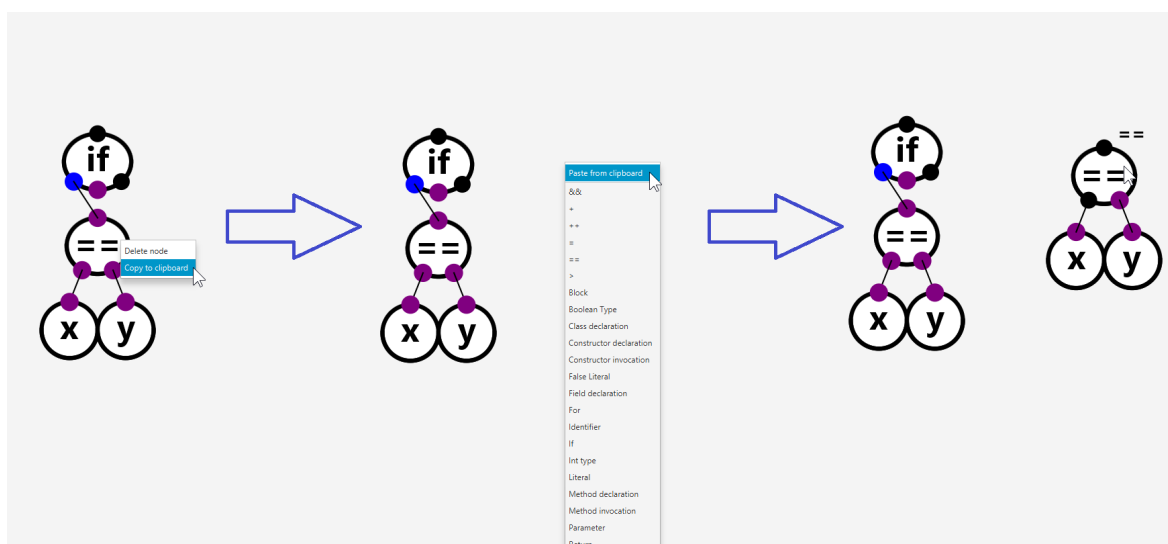 if
==
x
y
Delete node
Copy to clipboard
if
==
x
y
Paste from clipboard
&&
+
++
=
==
>
Block
Boolean Type
Class declaration
Constructor declaration
Constructor invocation
False Literal
Field declaration
For
Identifier
If
Int type
Literal
Method declaration
Method invocation
Parameter
Return
if
==
x
y
==
==
x
y